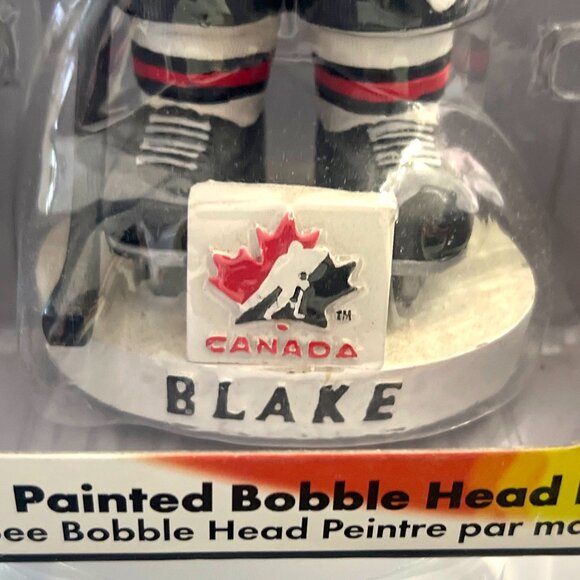 TM
CANADA
BLAKE
Painted Bobble Head
Bobble Head Peintre par